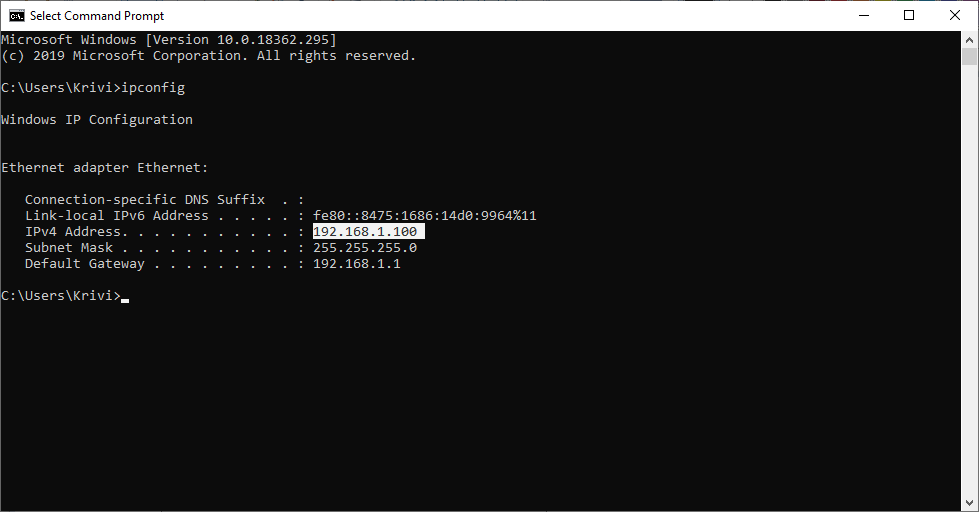 Select Command Prompt
Microsoft Windows [Version 10.0.18362.295]
(c) 2019 Microsoft Corporation. All rights reserved.
C:\Users\Krivi>ipconfig
Windows IP Configuration
Ethernet adapter Ethernet:
Connection-specific DNS Suffix  . :
Link-local IPv6 Address . . . . . : fe80::8475:1686:14d0:9964%11
IPv4 Address. . . . . . . . . . . : 192.168.1.100
Subnet Mask . . . . . . . . . . . : 255.255.255.0
Default Gateway . . . . . . . . . : 192.168.1.1
C:\Users\Krivi>